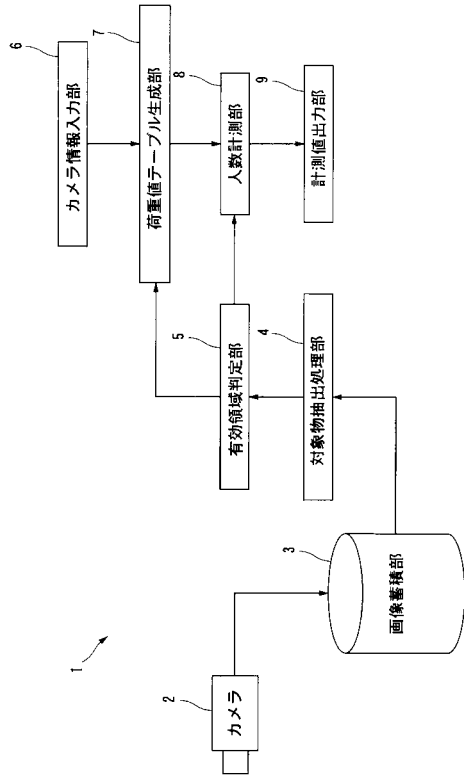 1
2
カメラ
3
画像蓄積部
4
対象物抽出処理部
5
有効領域判定部
6
カメラ情報入力部
7
荷重値テーブル生成部
8
人数計測部
9
計測値出力部